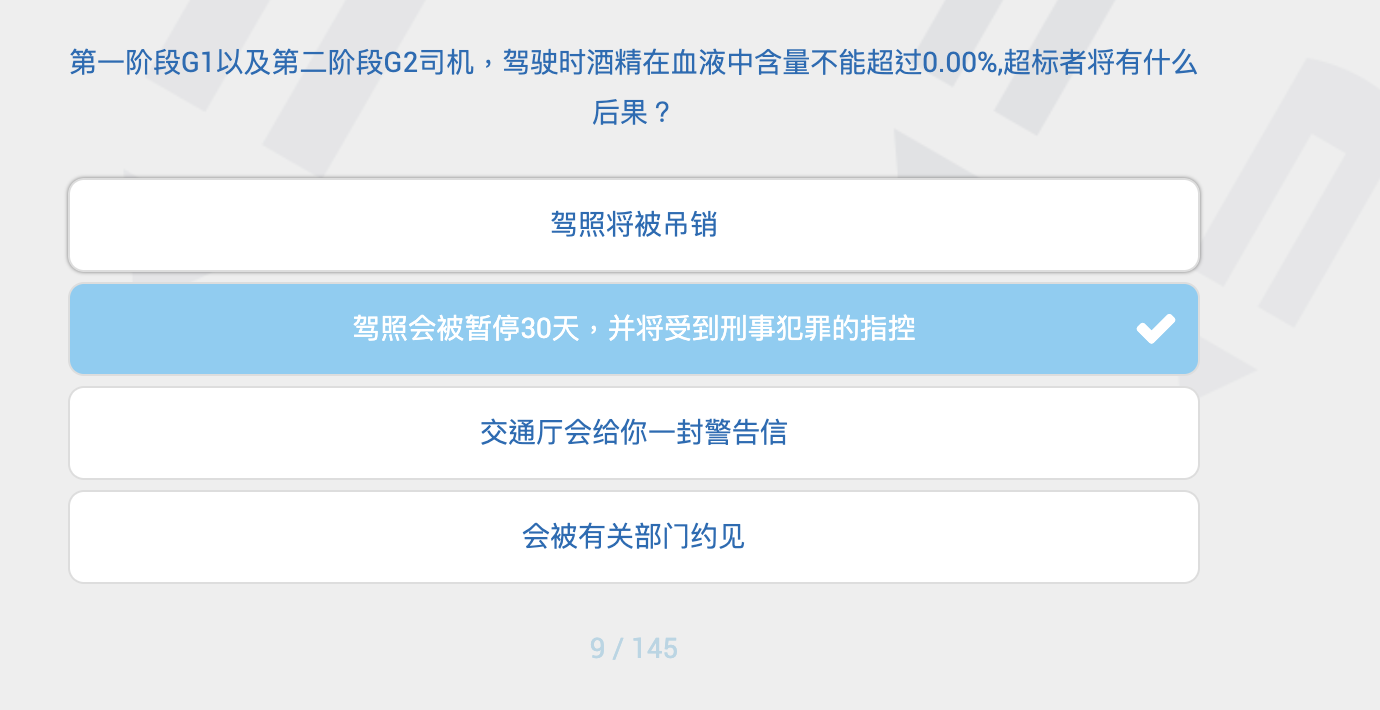 第一阶段G1以及第二阶段G2司机，驾驶时酒精在血液中含量不能超过0.00%,超标者将有什么
后果？
驾照将被吊销
驾照会被暂停30天，并将受到刑事犯罪的指控
交通厅会给你一封警告信
会被有关部门约见
9 / 145